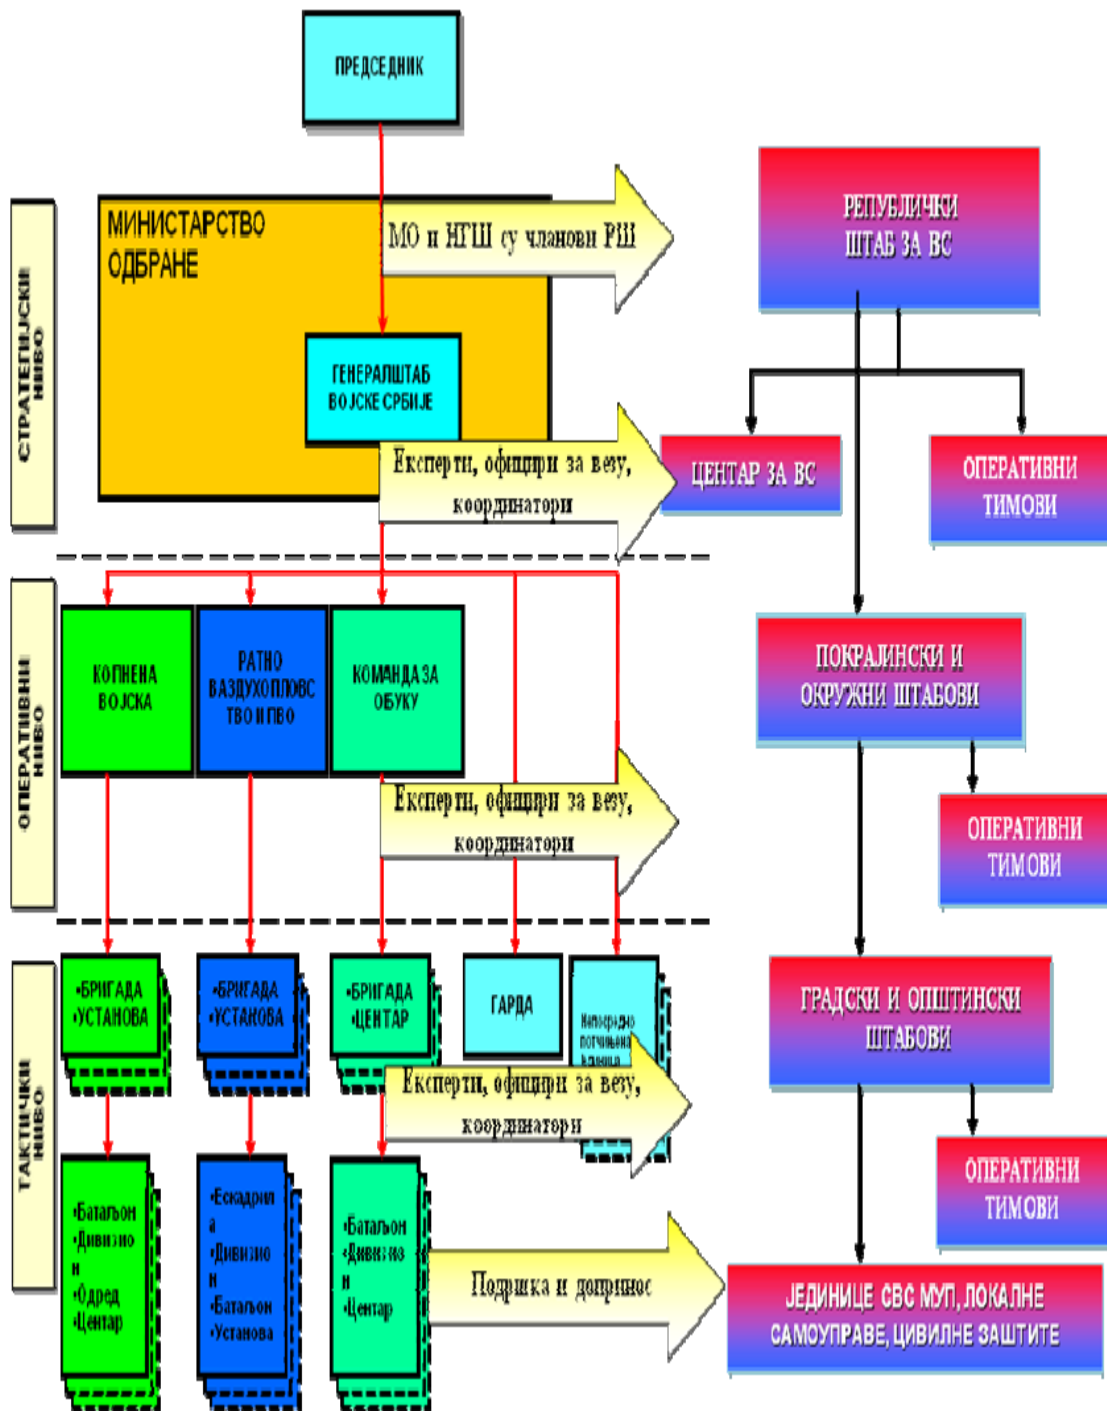 ПРЕДСЕДНИК
СТРАТЕГИЈСКИ
НИВО
МИНИСТАРСТВО
ОДБРАНЕ
МО и НГШ су чланови РШ
ГЕНЕРАЛШТАБ
ВОЈСКЕ СРБИЈЕ
Експерти, официри за везу,
координатори
РЕПУБЛИЧКИ
ШТАБ ЗА ВС
ЦЕНТАР ЗА ВС
ОПЕРАТИВНИ
ТИМОВИ
ОПЕРАТИВНИ
НИВО
КОПНЕНА
ВОЈСКА
РАТНО
ВАЗДУХОПЛОВС
ТВО И ПВО
КОМАНДА ЗА
ОБУКУ
Експерти, официри за везу,
координатори
ПОКРАЈИНСКИ И
ОКРУЖНИ ШТАБОВИ
ОПЕРАТИВНИ
ТИМОВИ
ТАКТИЧКИ
НИВО
•БРИГАДА
•УСТАНОВА
•БРИГАДА
•УСТАНОВА
•БРИГАДА
•ЦЕНТАР
ГАРДА
Непосредно
потчињена
јединица
Експерти, официри за везу,
координатори
ГРАДСКИ И ОПШТИНСКИ
ШТАБОВИ
ОПЕРАТИВНИ
ТИМОВИ
•Батаљон
•Дивизио
н
•Одред
•Центар
•Ескадрил
а
•Дивизио
н
•Батаљон
•Установа
•Батаљон
•Дивизио
н
•Центар
Подршка и допринос
ЈЕДИНИЦЕ СВС МУП, ЛОКАЛНЕ
САМОУПРАВЕ, ЦИВИЛНЕ ЗАШТИТЕ